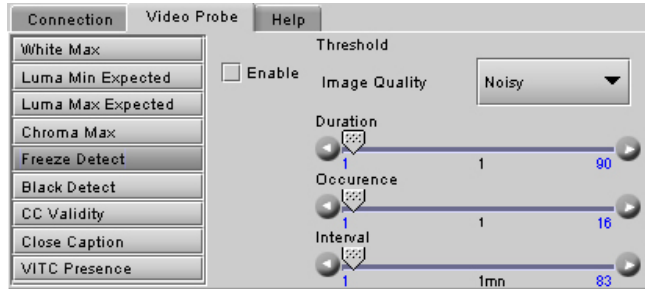 Connection Video Probe Help
White Max
Luma Min Expected
Luma Max Expected
Chroma Max
Freeze Detect
Black Detect
CC Validity
Close Caption
VITC Presence
Threshold
Enable Image Quality Noisy
Duration
1 1 90
Occurence
1 1 16
Interval
1 1mn 83